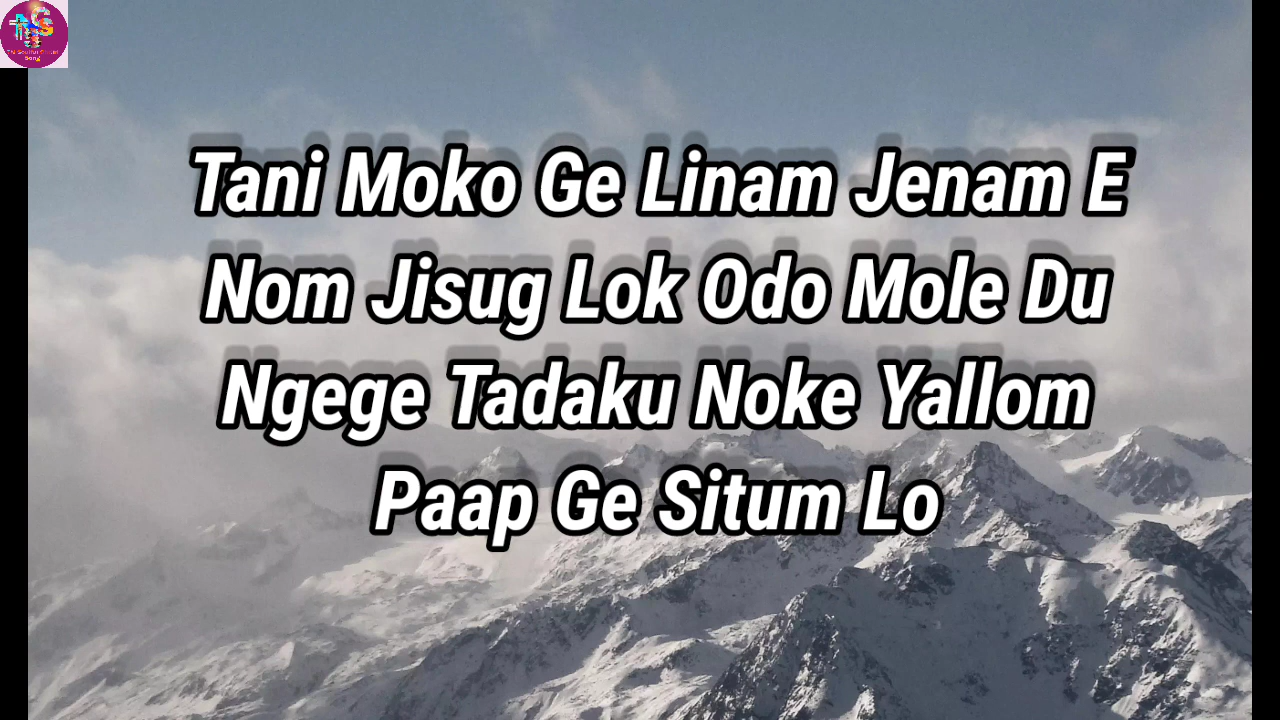 Tani Moko Ge Linam Jenam E
Nom Jisug Lok Odo Mole Du
Ngege Tadaku Noke Yallom
Paap Ge Situm Lo